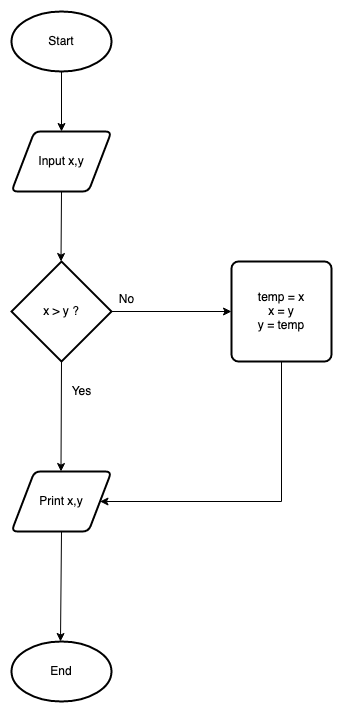 Start
Input x,y
x > y ?
No
temp = x
x = y
y = temp
Yes
Print x,y
End